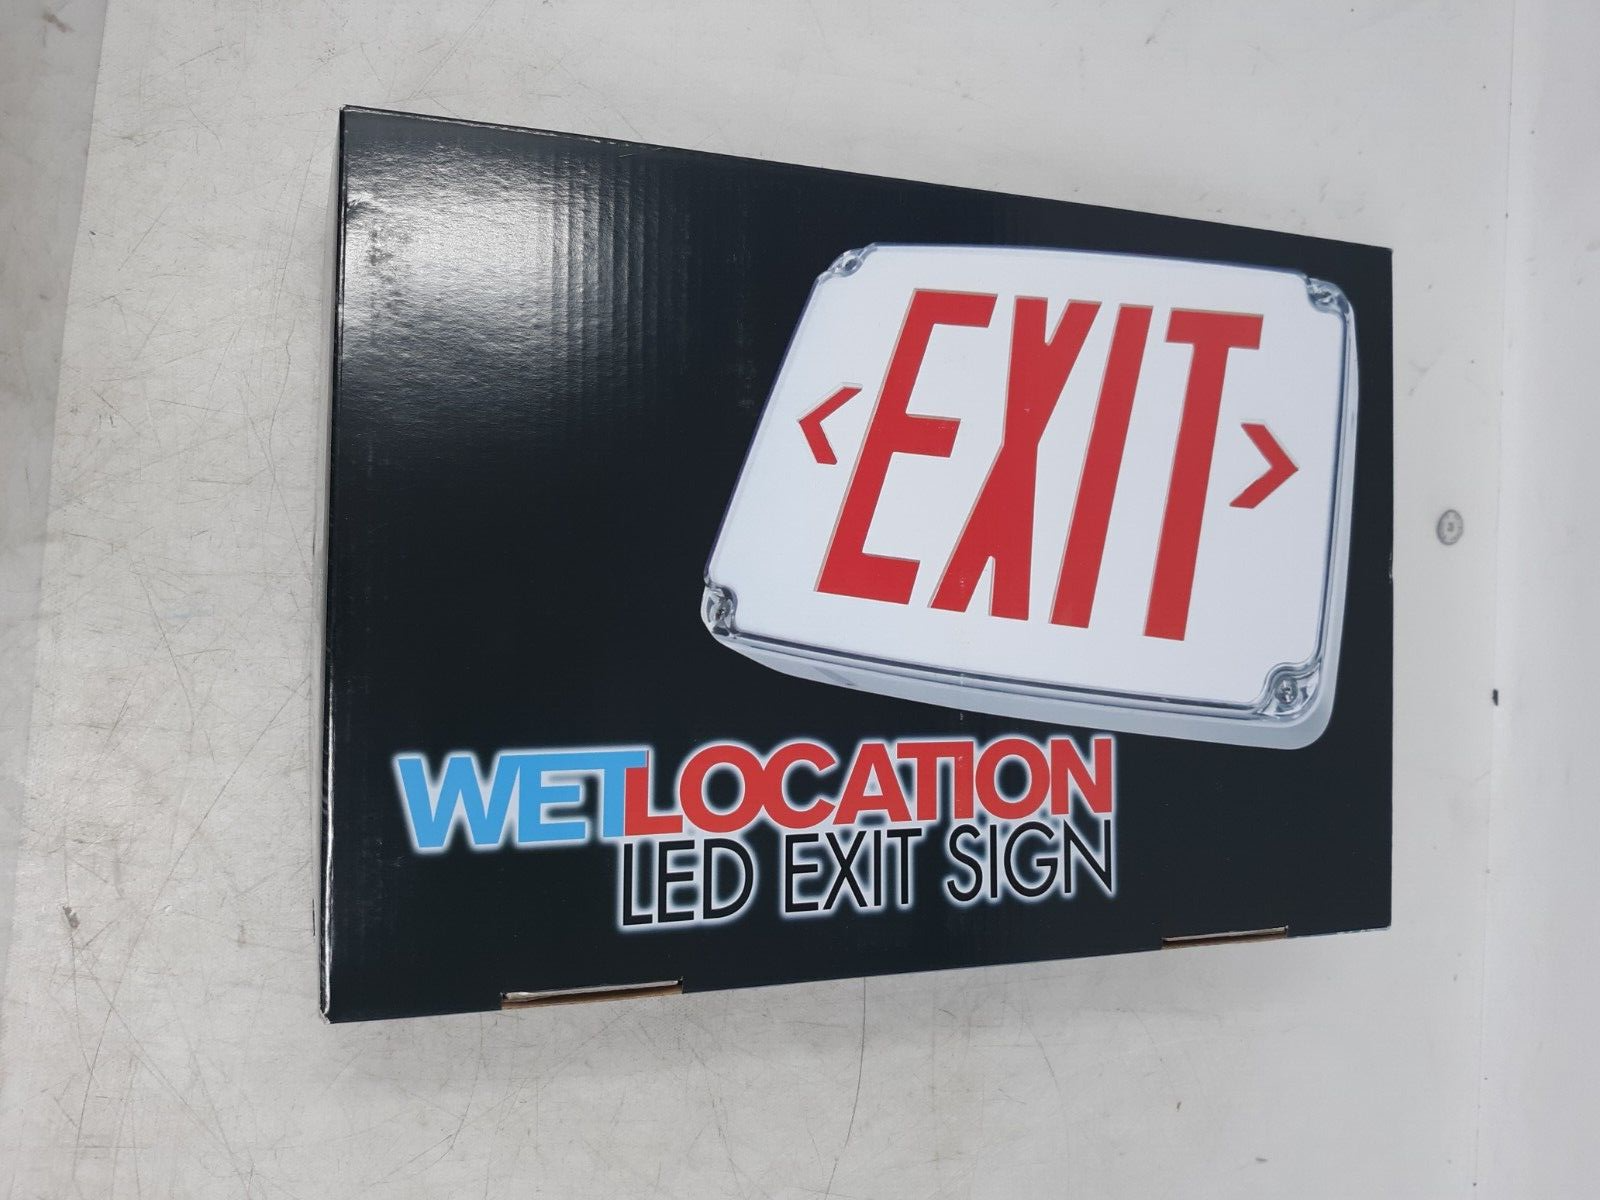 < EXIT >
WETLOCATION
LED EXIT SIGN